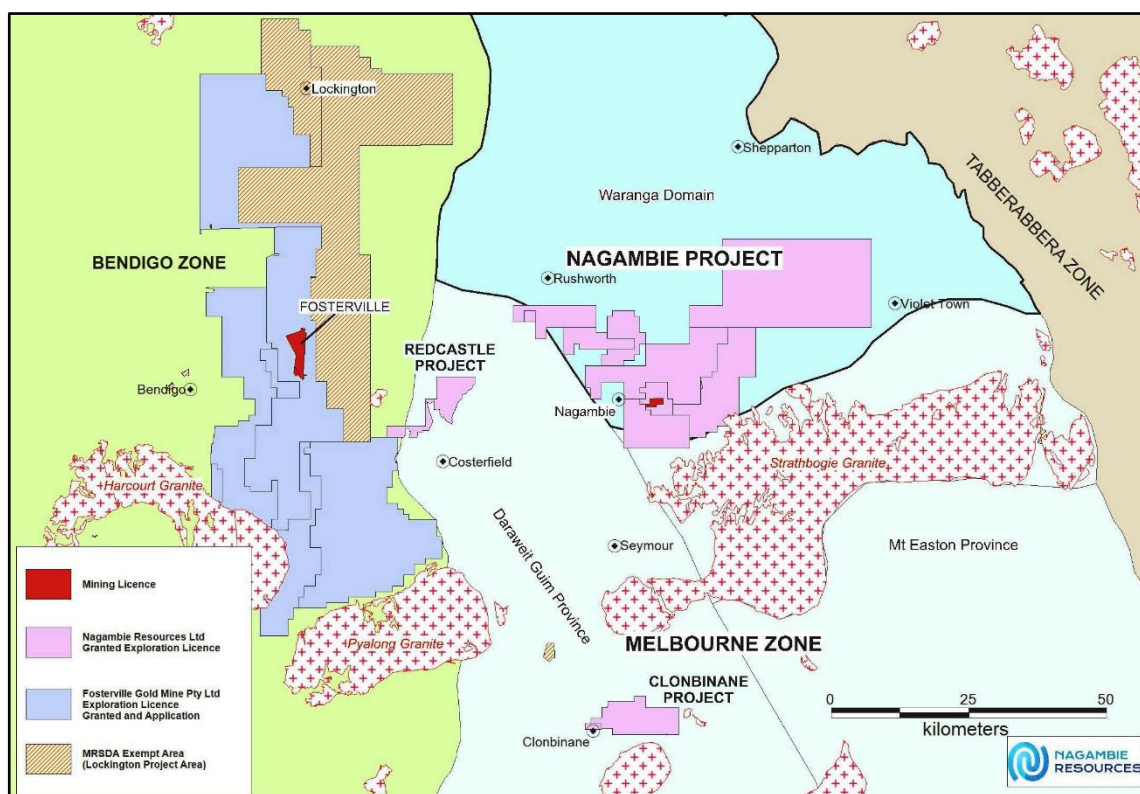 Lockington
Shepparton
Waranga Domain
TABBERABBERA ZONE
BENDIGO ZONE
NAGAMBIE PROJECT
Rushworth
FOSTERVILLE
Violet Town
REDCASTLE
PROJECT
Bendigo
Nagambie
Costerfield
Strathbogie Granite
Harcourt Granite
Daraweit Guim Province
Seymour
Mt Easton Province
Mining Licence
Nagambie Resources Ltd
Granted Exploration Licence
Pyalong Granite
MELBOURNE ZONE
CLONBINANE
PROJECT
Fosterville Gold Mine Pty Ltd
Exploration Licence
Granted and Application
0 25 50
kilometers
Clonbinane
MRSDA Exempt Area
(Lockington Project Area)
NAGAMBIE
RESOURCES